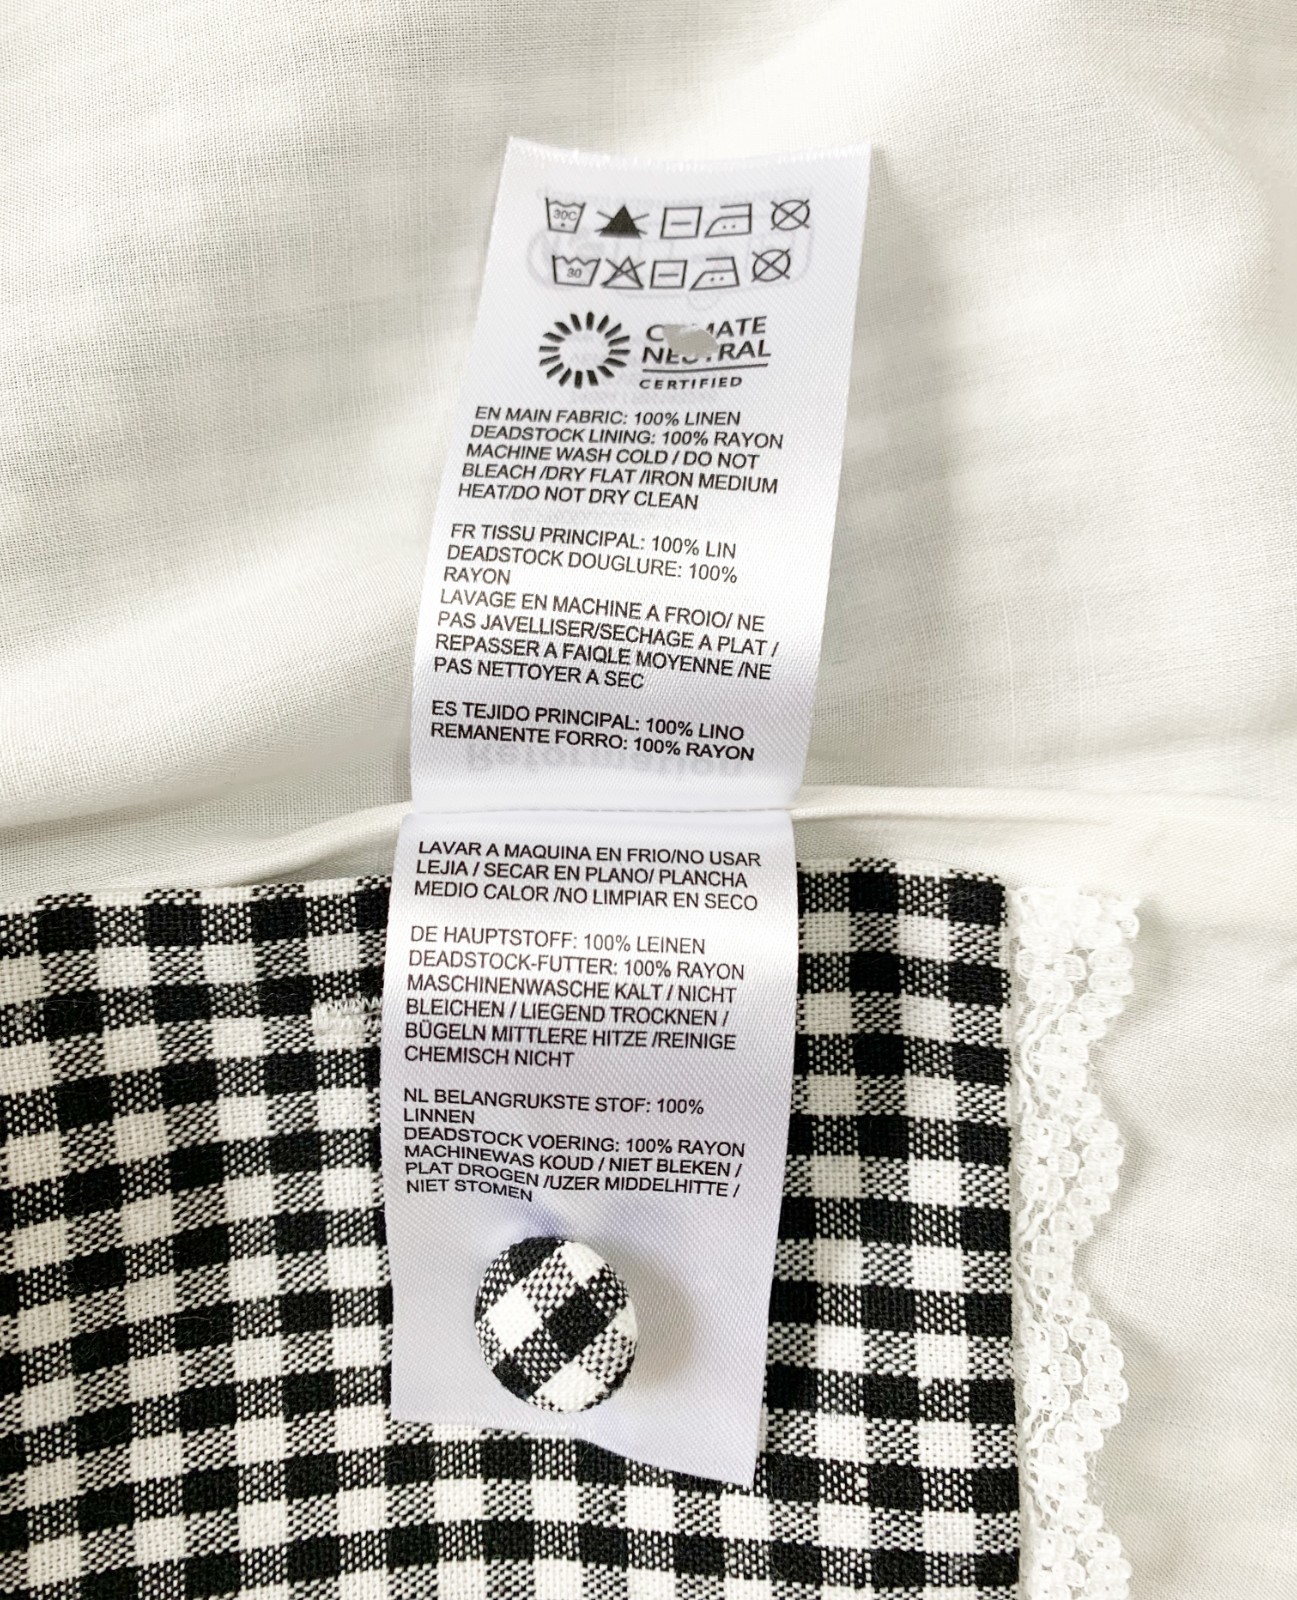 30C
30
CLIMATE
NEUTRAL
CERTIFIED
EN MAIN FABRIC: 100% LINEN
DEADSTOCK LINING: 100% RAYON
MACHINE WASH COLD / DO NOT
BLEACH /DRY FLAT /IRON MEDIUM
HEAT/DO NOT DRY CLEAN
FR TISSU PRINCIPAL: 100% LIN
DEADSTOCK DOUGLURE: 100%
RAYON
LAVAGE EN MACHINE A FROIO/ NE
PAS JAVELLISER/SECHAGE A PLAT /
REPASSER A FAIQLE MOYENNE /NE
PAS NETTOYER A SEC
ES TEJIDO PRINCIPAL: 100% LINO
REMANENTE FORRO: 100% RAYON
Reformation
LAVAR A MAQUINA EN FRIO/NO USAR
LEJIA / SECAR EN PLANO/ PLANCHA
MEDIO CALOR /NO LIMPIAR EN SECO
DE HAUPTSTOFF: 100% LEINEN
DEADSTOCK-FUTTER: 100% RAYON
MASCHINENWASCHE KALT / NICHT
BLEICHEN / LIEGEND TROCKNEN /
BÜGELN MITTLERE HITZE /REINIGE
CHEMISCH NICHT
NL BELANGRUKSTE STOF: 100%
LINNEN
DEADSTOCK VOERING: 100% RAYON
MACHINEWAS KOUD / NIET BLEKEN /
PLAT DROGEN /UZER MIDDELHITTE /
NIET STOMEN